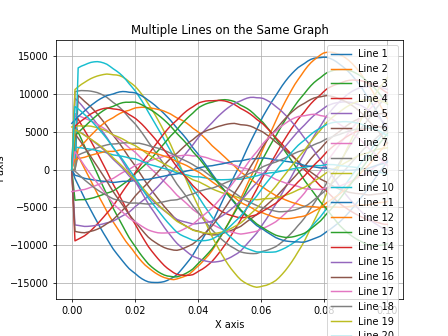 Multiple Lines on the Same Graph
15000
10000
5000
0
−5000
−10000
−15000
0.00
0.02
0.04
0.06
X axis
Line 1
Line 2
Line 3
Line 4
Line 5
Line 6
Line 7
Line 8
Line 9
Line 10
Line 11
Line 12
Line 13
Line 14
Line 15
Line 16
Line 17
Line 18
Line 19
Line 20